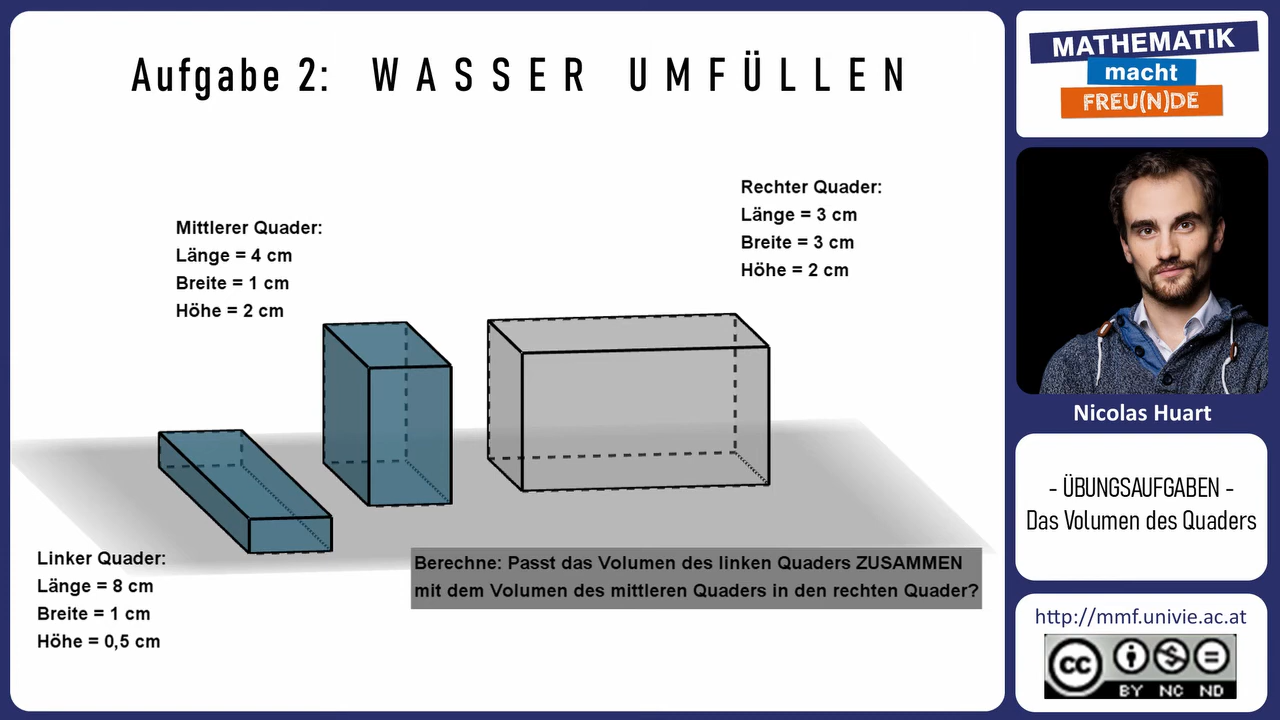 Aufgabe 2: WASSER UMFÜLLEN
Mittlerer Quader:
Länge = 4 cm
Breite = 1 cm
Höhe = 2 cm
Rechter Quader:
Länge = 3 cm
Breite = 3 cm
Höhe = 2 cm
Linker Quader:
Länge = 8 cm
Breite = 1 cm
Höhe = 0,5 cm
Berechne: Passt das Volumen des linken Quaders ZUSAMMEN
mit dem Volumen des mittleren Quaders in den rechten Quader?
MATHEMATIK
macht
FREU(N)DE
Nicolas Huart
- ÜBUNGSAUFGABEN -
Das Volumen des Quaders
http://mmf.univie.ac.at
cc
BY NC ND